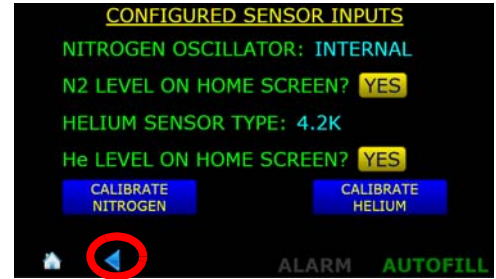 CONFIGURED SENSOR INPUTS
NITROGEN OSCILLATOR: INTERNAL
N2 LEVEL ON HOME SCREEN? YES
HELIUM SENSOR TYPE: 4.2K
He LEVEL ON HOME SCREEN? YES
CALIBRATE
NITROGEN
CALIBRATE
HELIUM
ALARM AUTOFILL